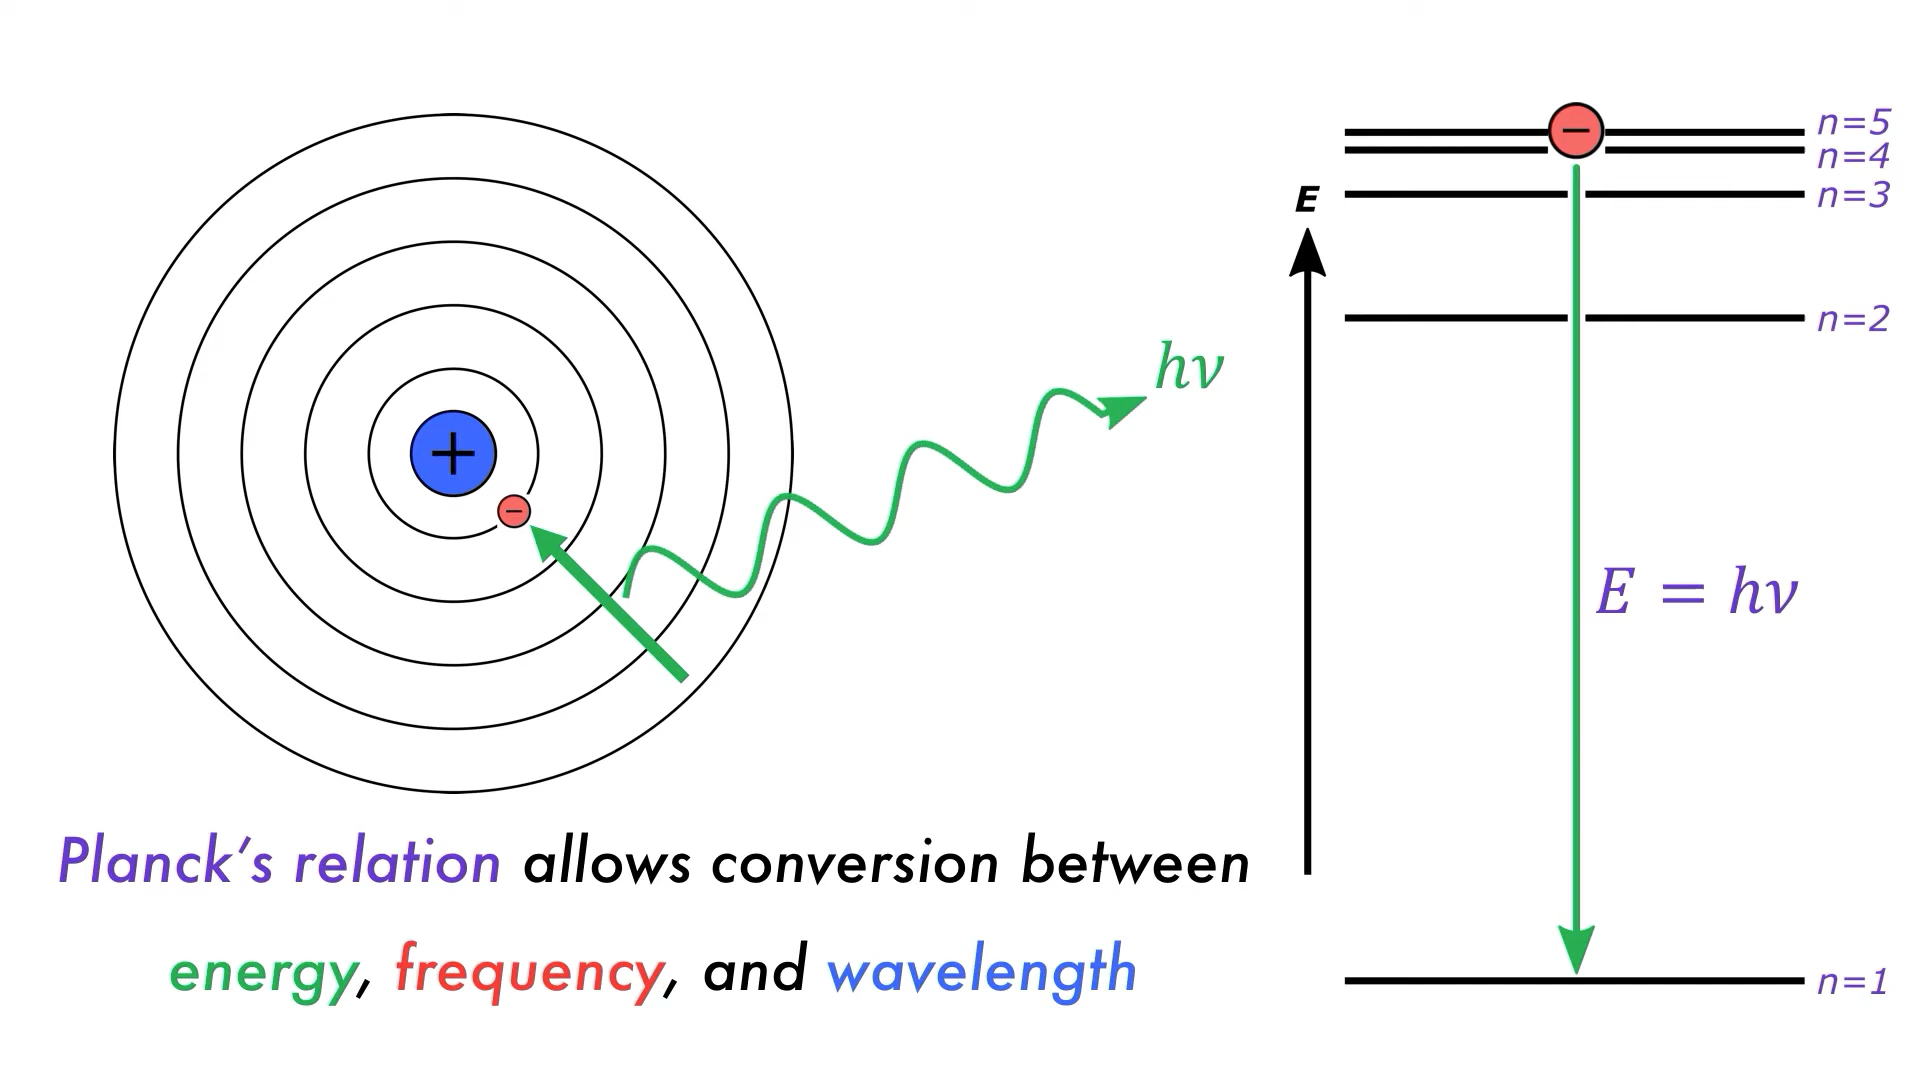 n=5
n=4
E
n=3
n=2
hν
+
−
−
E = hν
Planck’s relation allows conversion between
energy, frequency, and wavelength
n=1